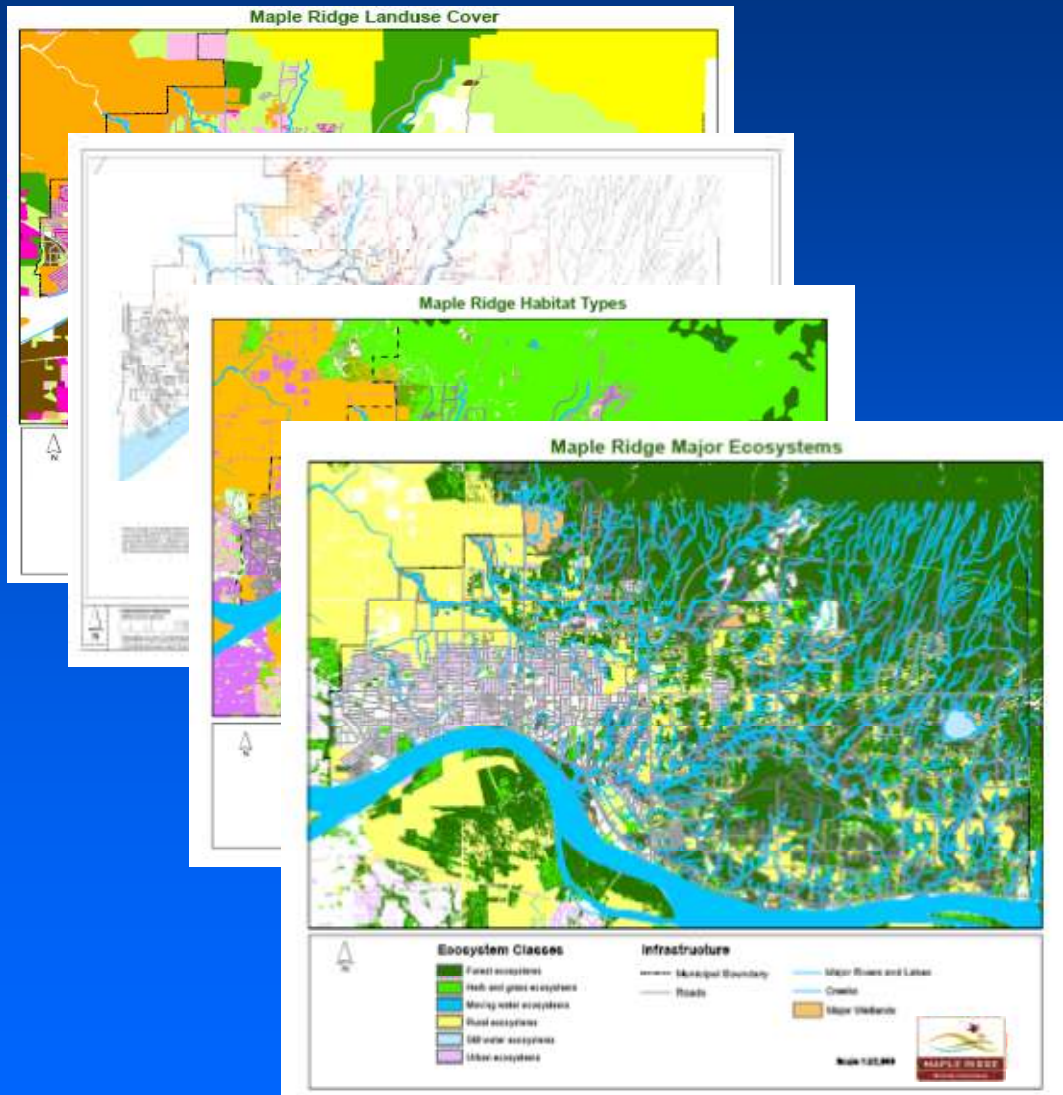 Maple Ridge Landuse Cover
N
N
Maple Ridge Habitat Types
N
Maple Ridge Major Ecosystems
N
Ecosystem Classes
Forest ecosystems
Herb and grass ecosystems
Moving water ecosystems
Rural ecosystems
Still water ecosystems
Urban ecosystems
Infrastructure
Municipal Boundary
Roads
Major Rivers and Lakes
Creeks
Major Wetlands
MAPLE RIDGE